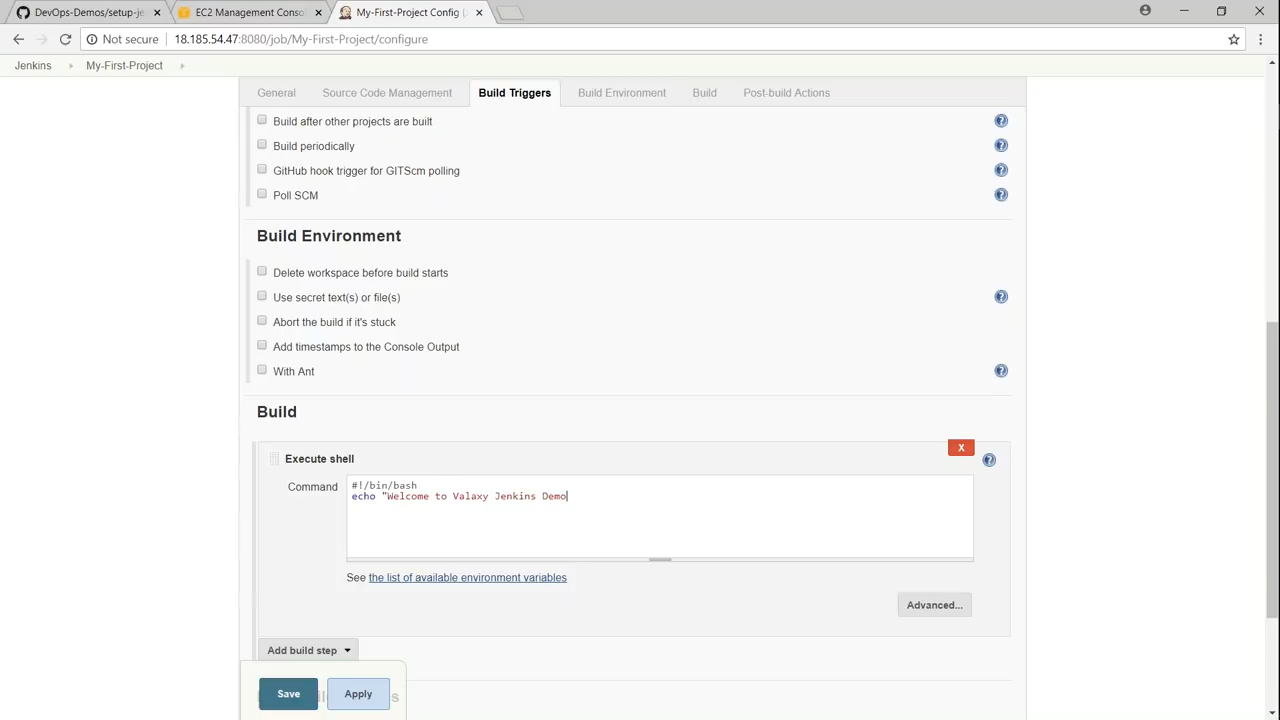 DevOps-Demos/setup-je
EC2 Management Conso
My-First-Project Config [
Not secure
18.185.54.47:8080/job/My-First-Project/configure
Jenkins
My-First-Project
General
Source Code Management
Build Triggers
Build Environment
Build
Post-build Actions
Build after other projects are built
Build periodically
GitHub hook trigger for GITScm polling
Poll SCM
Build Environment
Delete workspace before build starts
Use secret text(s) or file(s)
Abort the build if it's stuck
Add timestamps to the Console Output
With Ant
Build
X
Execute shell
Command
#!/bin/bash
echo "Welcome to Valaxy Jenkins Demo
See the list of available environment variables
Advanced...
Add build step
Save
Apply